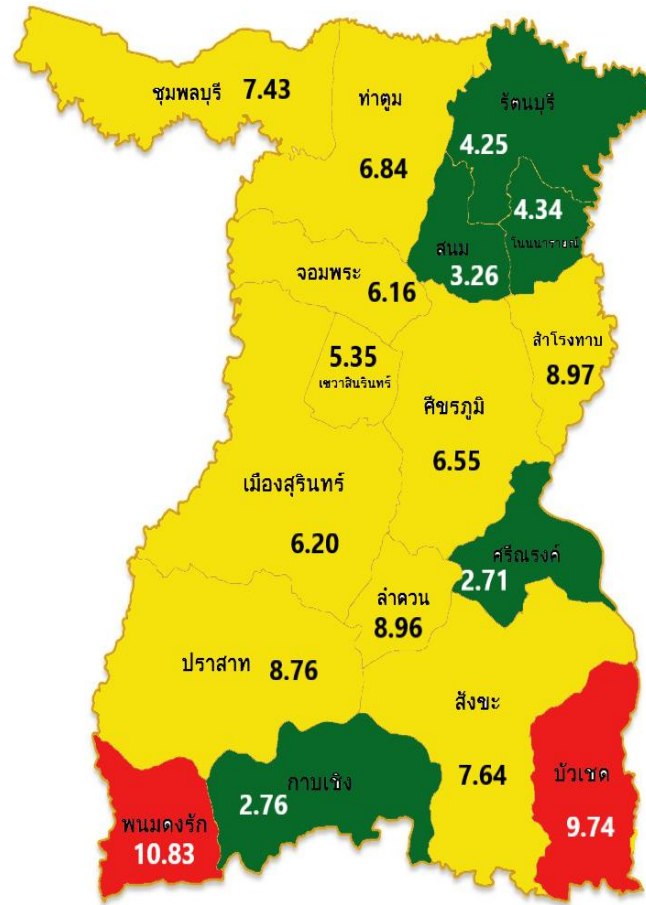 ชุมพลบุรี 7.43
ท่าตูม
6.84
รัตนบุรี
4.25
4.34
โนนนารายณ์
สนม
3.26
จอมพระ
6.16
สำโรงทาบ
8.97
5.35
เขวาสินรินทร์
ศีขรภูมิ
6.55
เมืองสุรินทร์
6.20
ศรีณรงค์
2.71
ลำดวน
8.96
ปราสาท 8.76
สังขะ
7.64
บัวเชด
9.74
กาบเชิง
2.76
พนมดงรัก
10.83